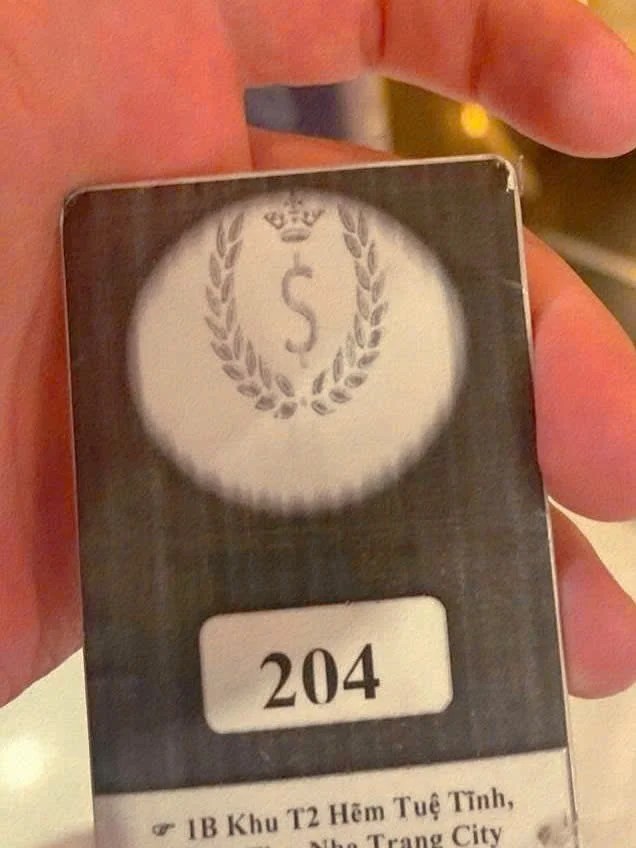 $
204
☞ 1B Khu T2 Hẽm Tuệ Tĩnh,
Nha Trang City